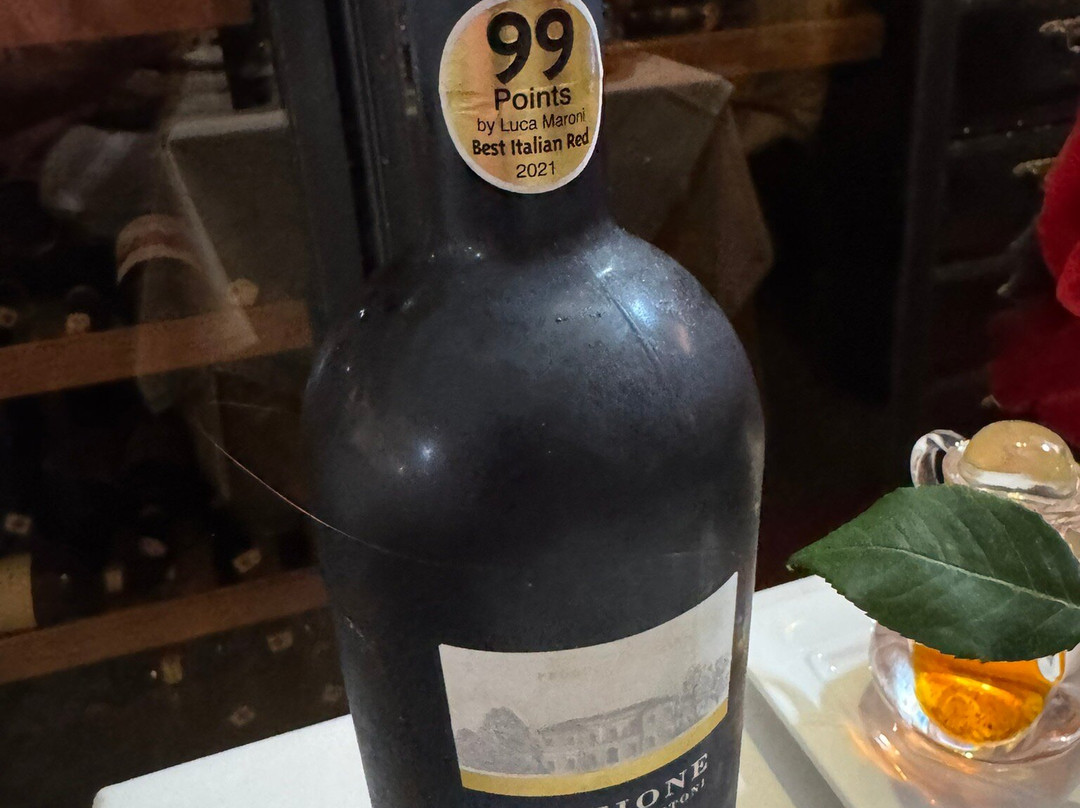 99
Points
by Luca Maroni
Best Italian Red
2021